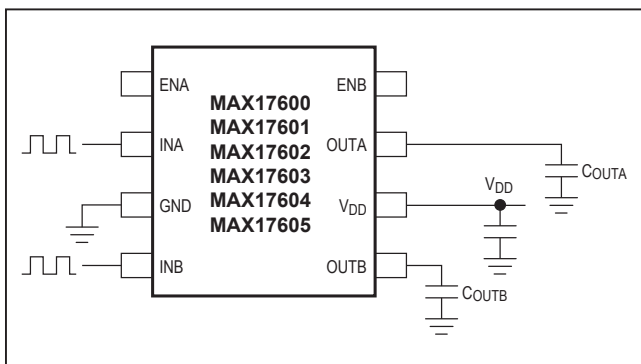 ENA
ENB
MAX17600
MAX17601
MAX17602
MAX17603
MAX17604
MAX17605
INA
OUTA
COUTA
GND
VDD
VDD
INB
OUTB
COUTB